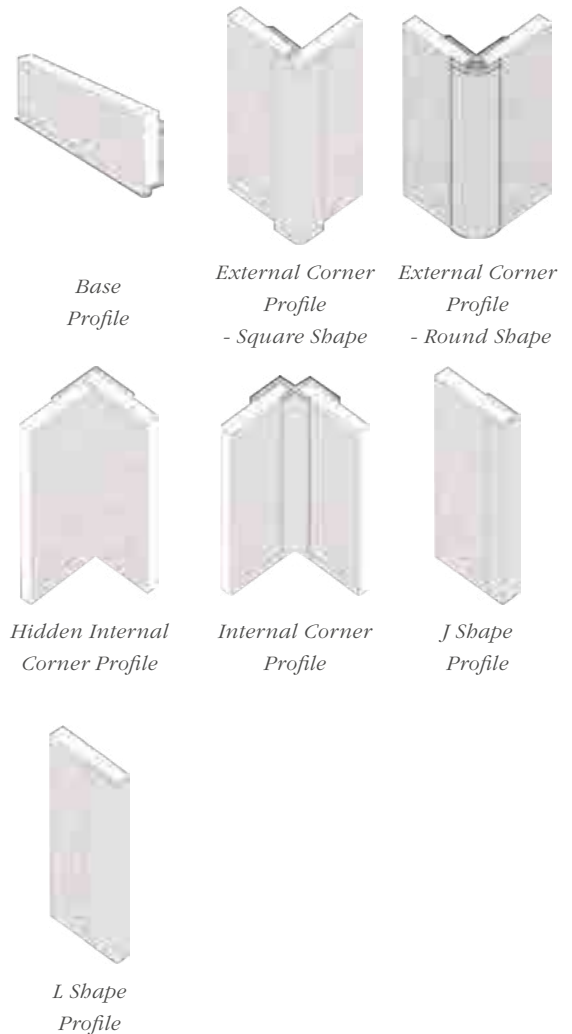 Base
Profile
External Corner
Profile
- Square Shape
External Corner
Profile
- Round Shape
Hidden Internal
Corner Profile
Internal Corner
Profile
J Shape
Profile
L Shape
Profile